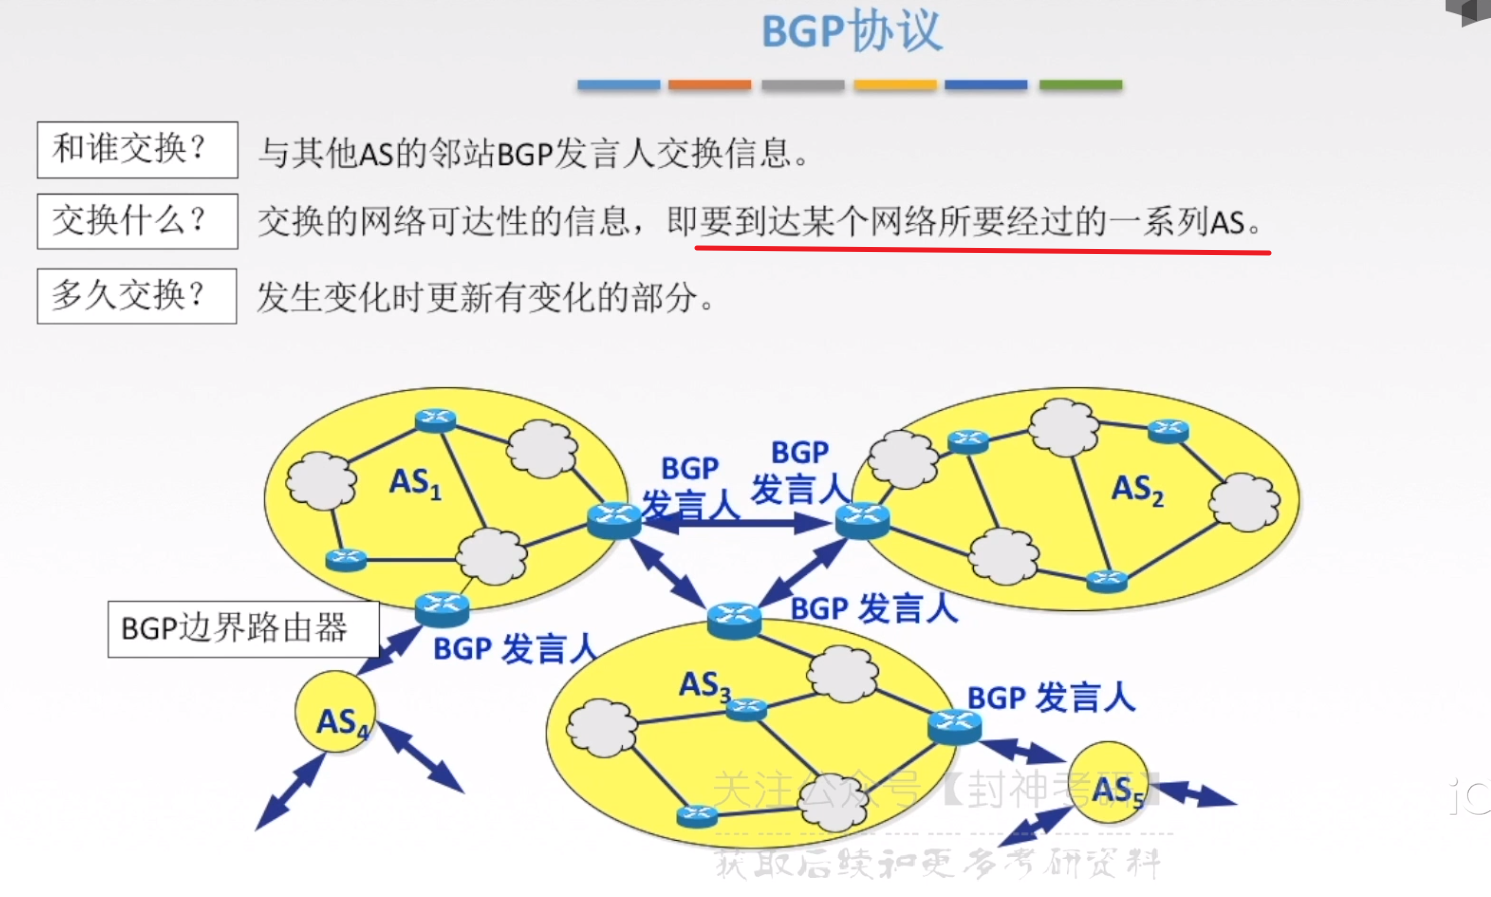 BGP协议
和谁交换？
与其他AS的邻站BGP发言人交换信息。
交换什么？
交换的网络可达性的信息，即要到达某个网络所要经过的一系列AS。
多久交换？
发生变化时更新有变化的部分。
BGP
发言人
BGP
发言人
AS1
AS2
BGP 发言人
BGP边界路由器
BGP 发言人
AS3
BGP 发言人
AS4
AS5
关注公众号【封神考研】
获取后续和更多考研资料
iC